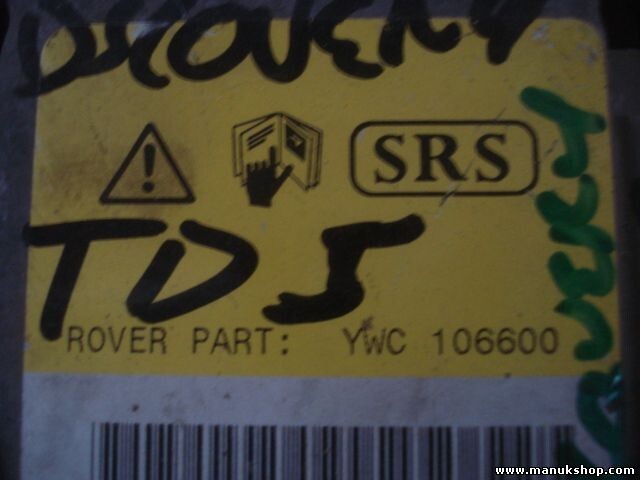 DISCOVERY
SRS
TD5
ROVER PART: YWC 106600
www.manukshop.com